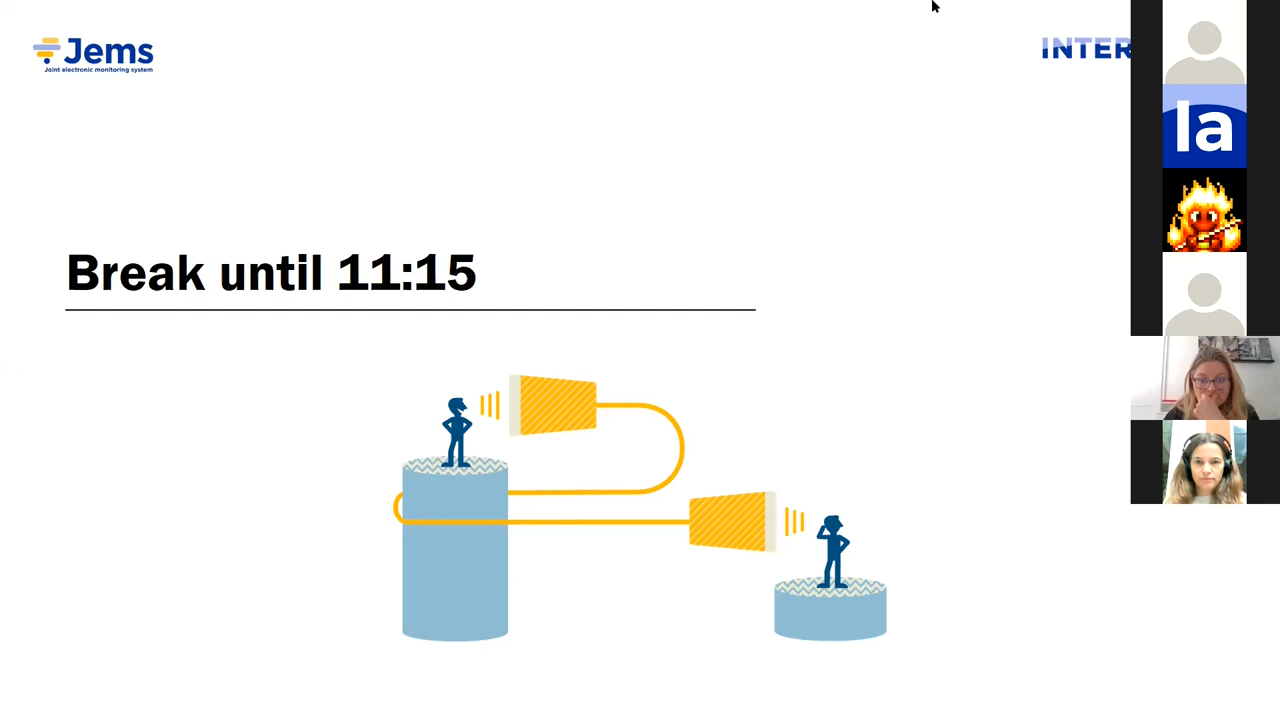 Jems
Joint electronic monitoring system
INTER
Break until 11:15
la